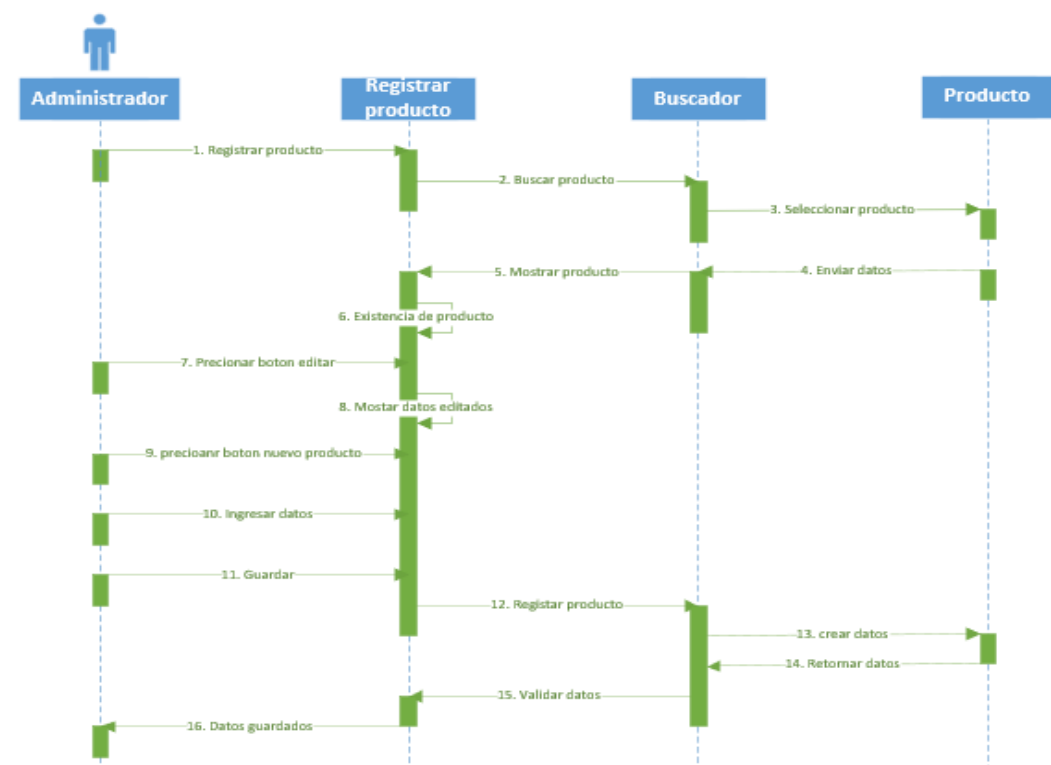 Administrador
Registrar
producto
Buscador
Producto
1. Registrar producto
2. Buscar producto
3. Seleccionar producto
4. Enviar datos
5. Mostrar producto
6. Existencia de producto
7. Precionar boton editar
8. Mostar datos editados
9. precioanr boton nuevo producto
10. Ingresar datos
11. Guardar
12. Registar producto
13. crear datos
14. Retornar datos
15. Validar datos
16. Datos guardados